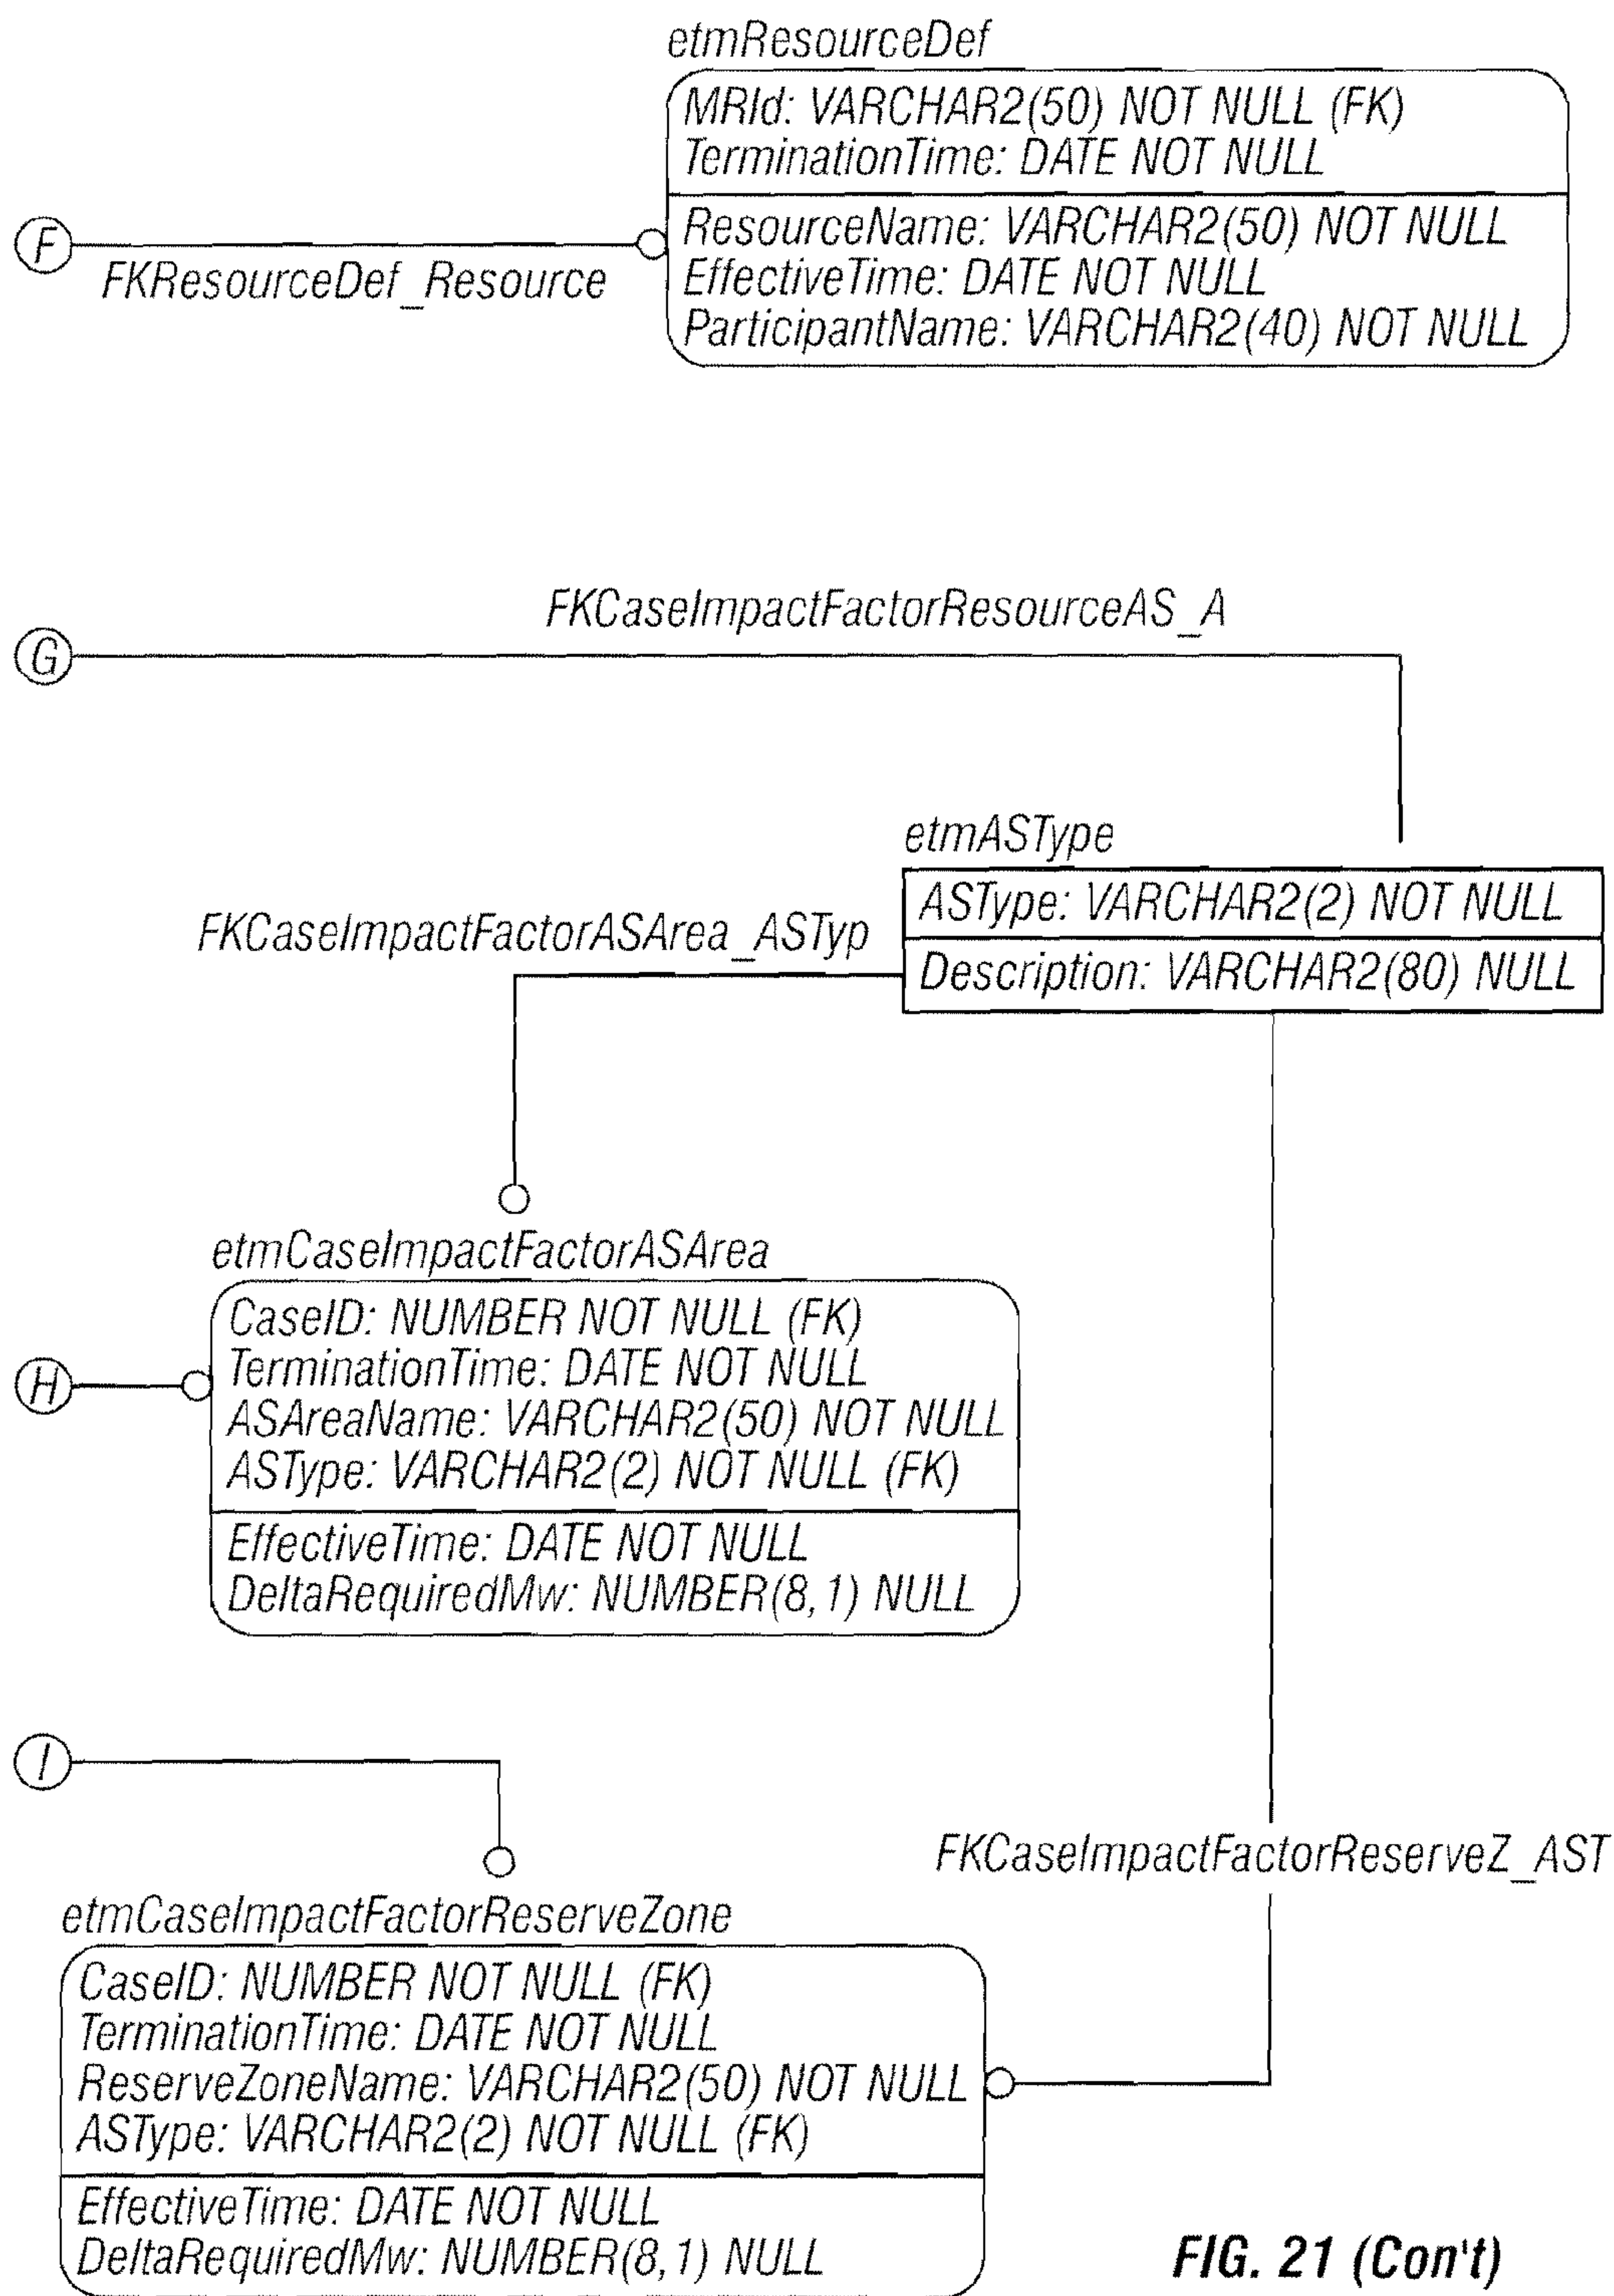 etmResourceDef
MRId: VARCHAR2(50) NOT NULL (FK)
TerminationTime: DATE NOT NULL
ResourceName: VARCHAR2(50) NOT NULL
EffectiveTime: DATE NOT NULL
ParticipantName: VARCHAR2(40) NOT NULL
F
FKResourceDef_Resource
FKCaseImpactFactorResourceAS_A
G
etmASType
ASType: VARCHAR2(2) NOT NULL
Description: VARCHAR2(80) NULL
FKCaseImpactFactorASArea_ASTyp
etmCaseImpactFactorASArea
CaseID: NUMBER NOT NULL (FK)
TerminationTime: DATE NOT NULL
ASAreaName: VARCHAR2(50) NOT NULL
ASType: VARCHAR2(2) NOT NULL (FK)
EffectiveTime: DATE NOT NULL
DeltaRequiredMw: NUMBER(8,1) NULL
H
I
FKCaseImpactFactorReserveZ_AST
etmCaseImpactFactorReserveZone
CaseID: NUMBER NOT NULL (FK)
TerminationTime: DATE NOT NULL
ReserveZoneName: VARCHAR2(50) NOT NULL
ASType: VARCHAR2(2) NOT NULL (FK)
EffectiveTime: DATE NOT NULL
DeltaRequiredMw: NUMBER(8,1) NULL
FIG. 21 (Con't)